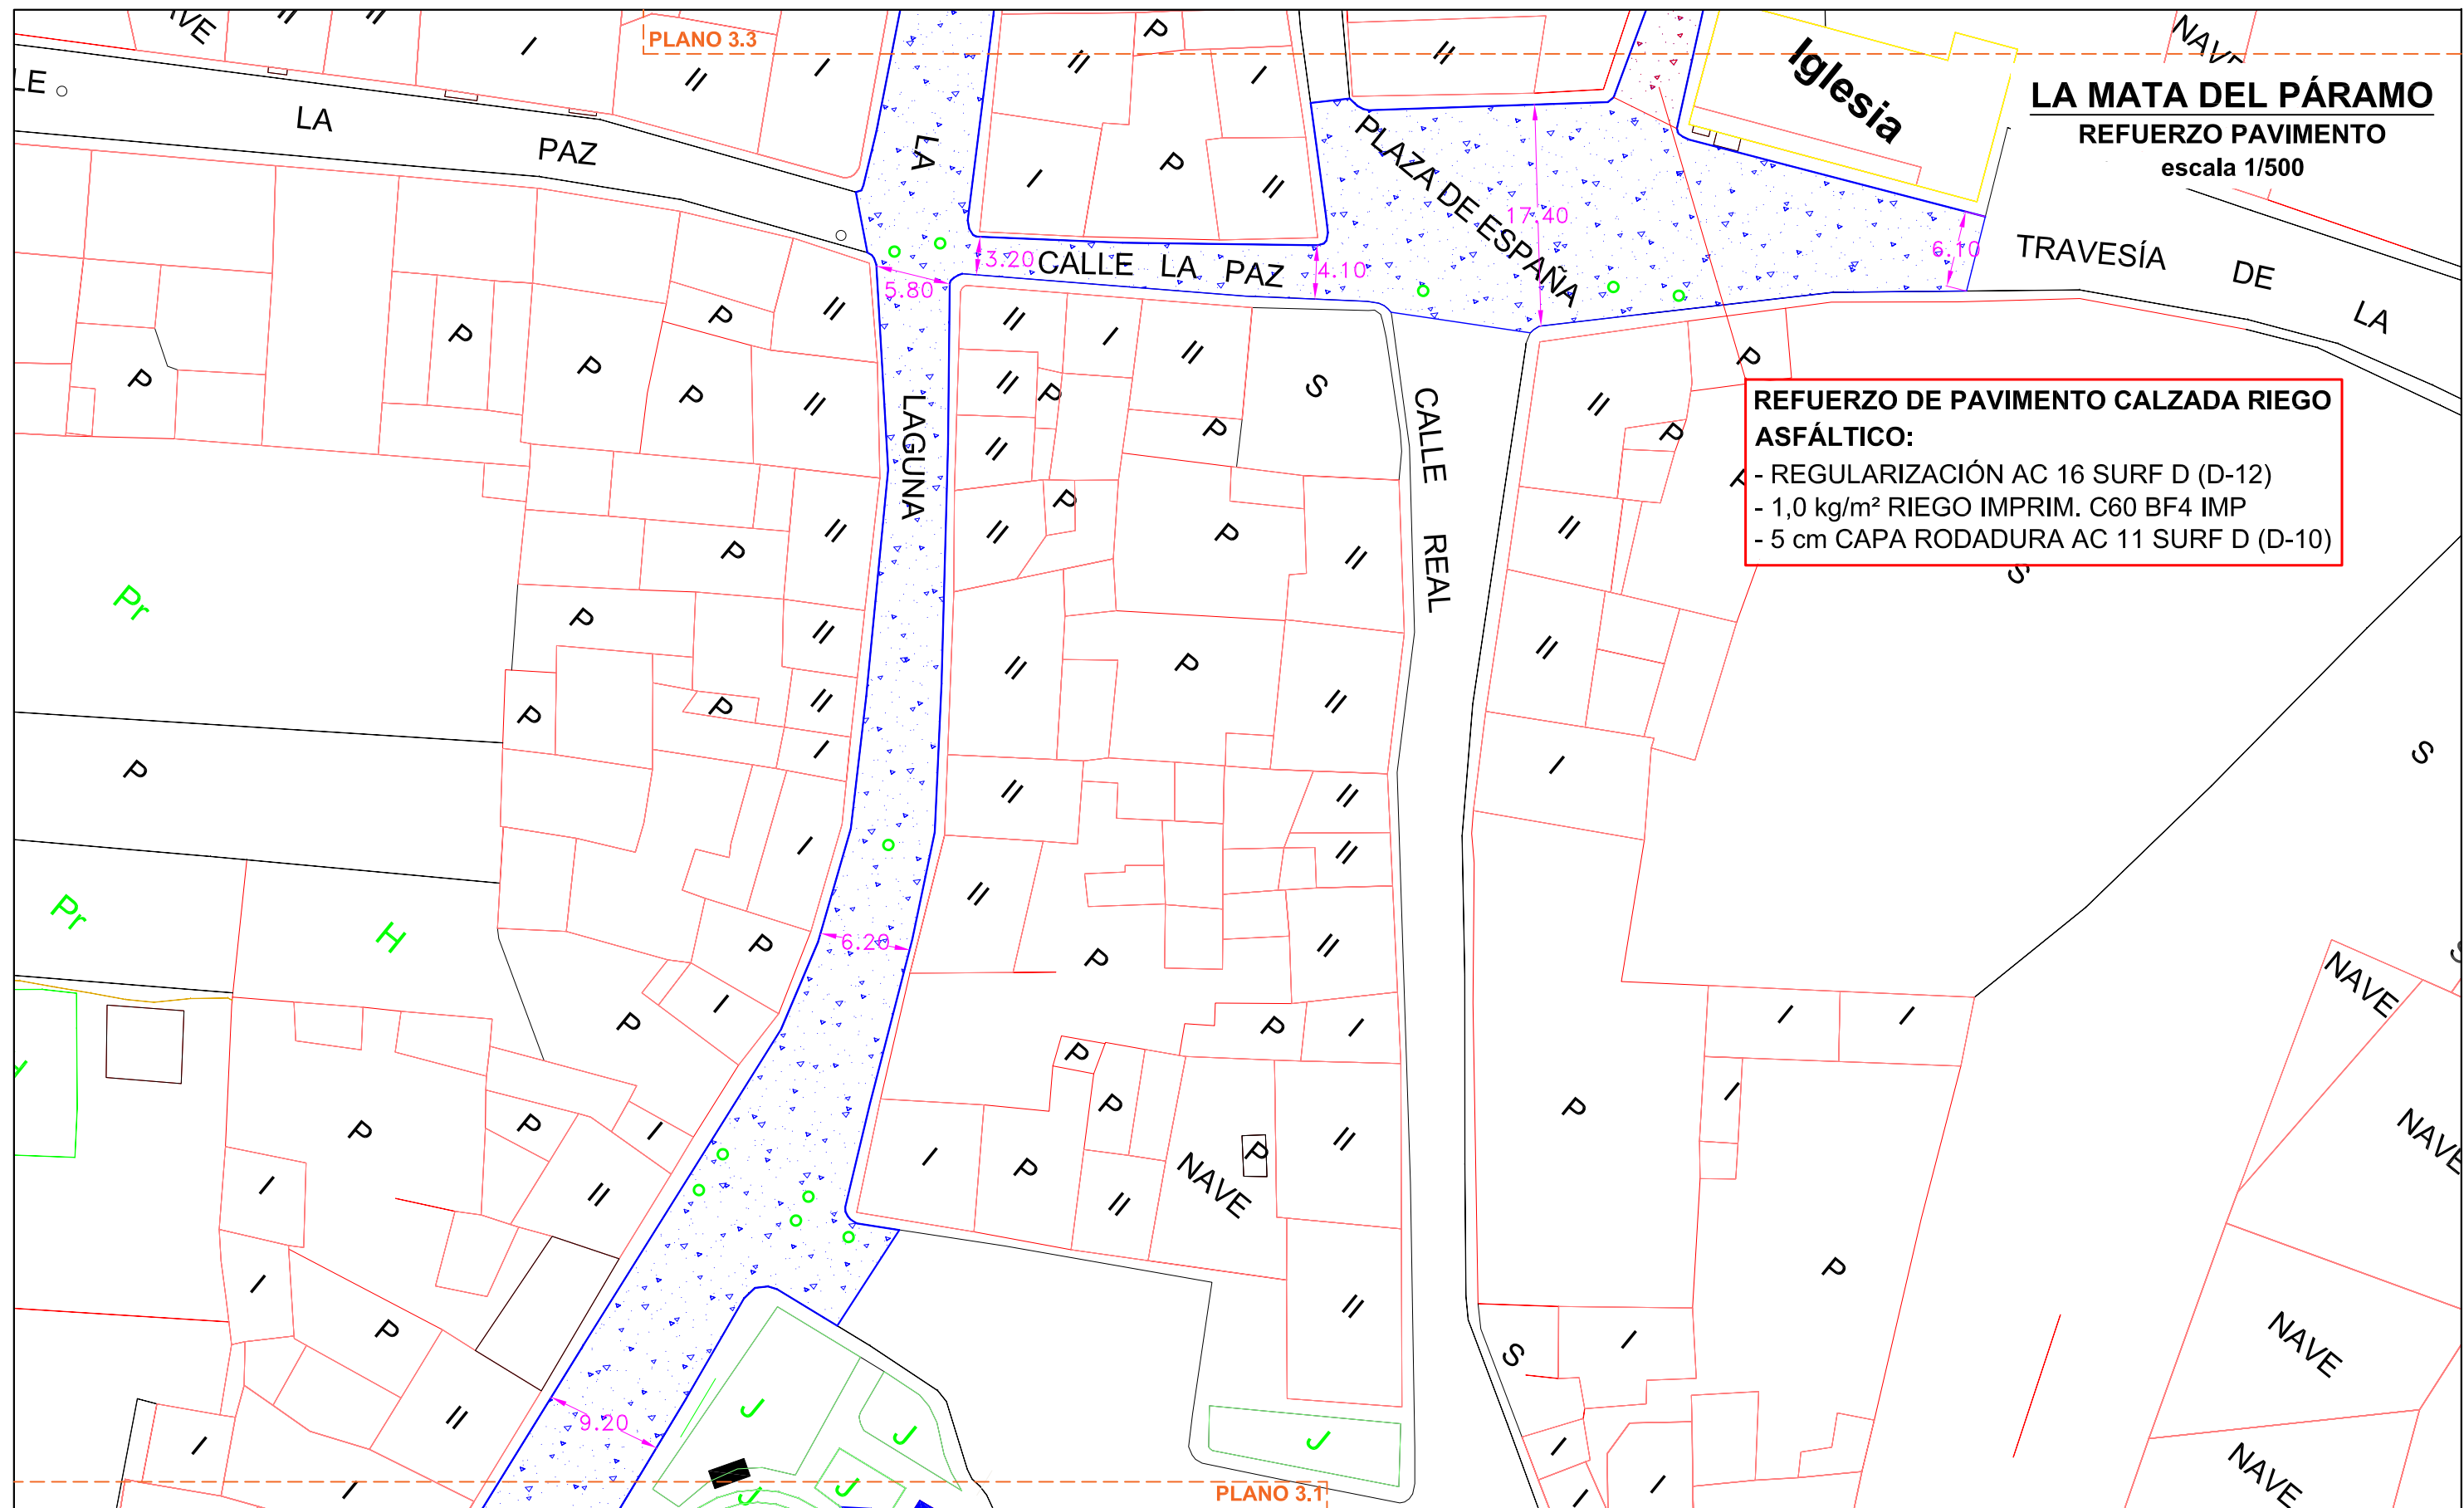 PLANO 3.3
Iglesia
NAVE
LA MATA DEL PÁRAMO
REFUERZO PAVIMENTO
escala 1/500
LE
LA
PAZ
LA
PLAZA DE ESPAÑA
17.40
6.10
TRAVESÍA
DE
LA
3.20
CALLE LA PAZ
4.10
5.80
LAGUNA
CALLE
REAL
REFUERZO DE PAVIMENTO CALZADA RIEGO
ASFÁLTICO:
- REGULARIZACIÓN AC 16 SURF D (D-12)
- 1,0 kg/m² RIEGO IMPRIM. C60 BF4 IMP
- 5 cm CAPA RODADURA AC 11 SURF D (D-10)
Pr
P
S
Pr
H
6.20
NAVE
NAVE
NAVE
NAVE
NAVE
9.20
J
J
J
J
J
PLANO 3.1